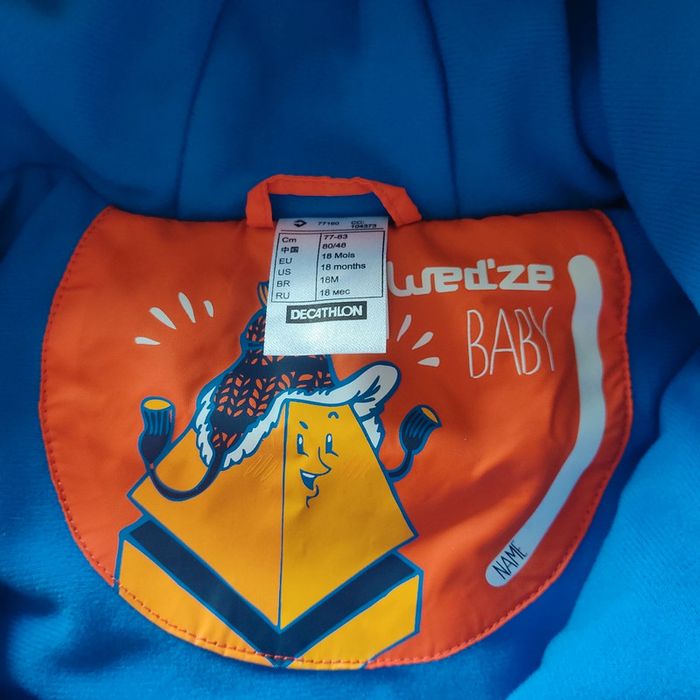 77160 CC:
104373
Cm 77-83
中国 80/48
EU 18 Mois
US 18 months
BR 18M
RU 18 мес
DECATHLON
wed'ze
BABY
NAME